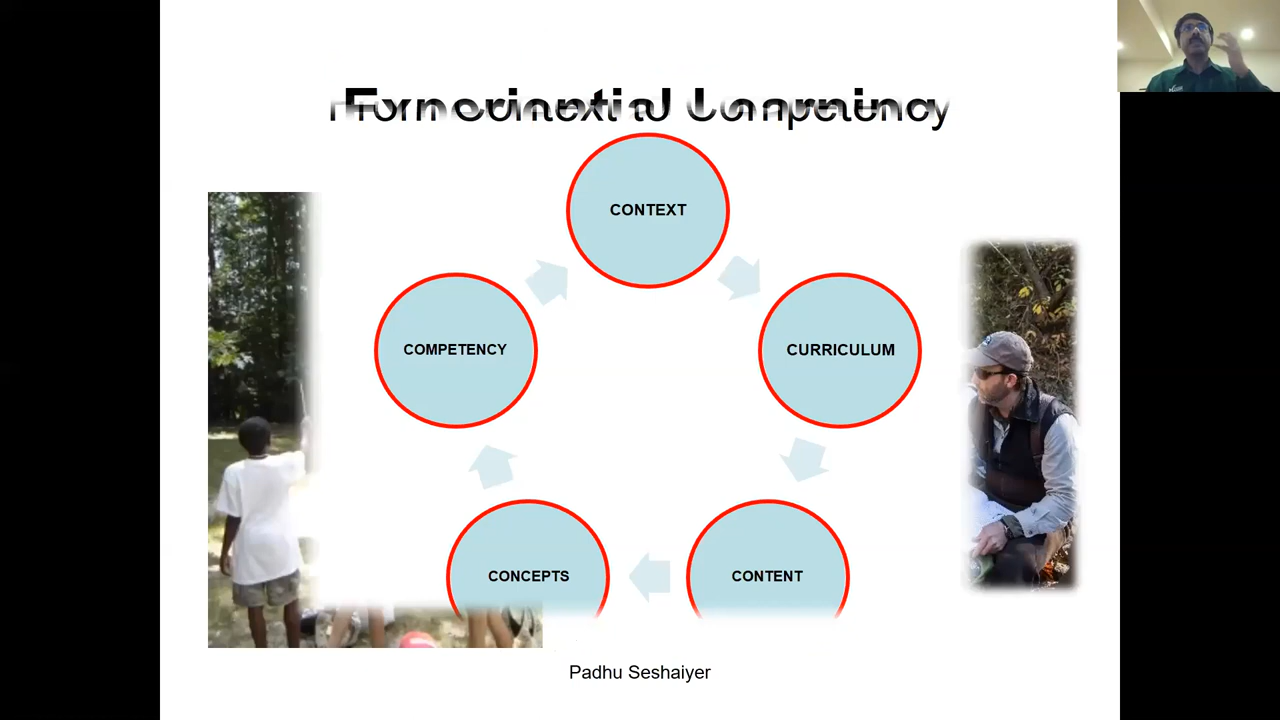 CONTEXT
COMPETENCY
CURRICULUM
CONCEPTS
CONTENT
Padhu Seshaiyer